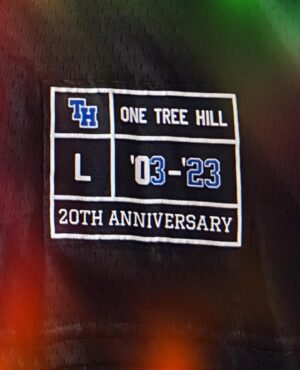 TH ONE TREE HILL
L '03-'23
20TH ANNIVERSARY